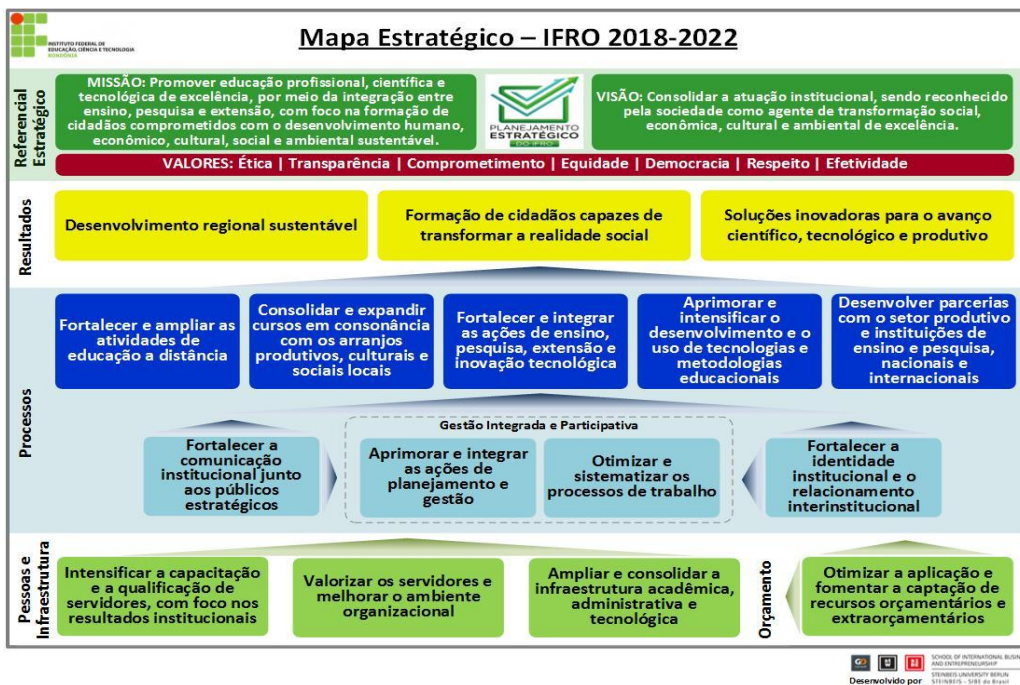 Mapa Estratégico – IFRO 2018-2022
INSTITUTO FEDERAL DE
EDUCAÇÃO, CIÊNCIA E TECNOLOGIA
RONDÔNIA
Referencial
Estratégico
MISSÃO: Promover educação profissional, científica e
tecnológica de excelência, por meio da integração entre
ensino, pesquisa e extensão, com foco na formação de
cidadãos comprometidos com o desenvolvimento humano,
econômico, cultural, social e ambiental sustentável.
PLANEJAMENTO
ESTRATÉGICO
DO IFRO
VISÃO: Consolidar a atuação institucional, sendo reconhecido
pela sociedade como agente de transformação social,
econômica, cultural e ambiental de excelência.
VALORES: Ética | Transparência | Comprometimento | Equidade | Democracia | Respeito | Efetividade
Resultados
Desenvolvimento regional sustentável
Formação de cidadãos capazes de
transformar a realidade social
Soluções inovadoras para o avanço
científico, tecnológico e produtivo
Processos
Fortalecer e ampliar as
atividades de
educação a distância
Consolidar e expandir
cursos em consonância
com os arranjos
produtivos, culturais e
sociais locais
Fortalecer e integrar
as ações de ensino,
pesquisa, extensão e
inovação tecnológica
Aprimorar e
intensificar o
desenvolvimento e o
uso de tecnologias e
metodologias
educacionais
Desenvolver parcerias
com o setor produtivo
e instituições de
ensino e pesquisa,
nacionais e
internacionais
Fortalecer a
comunicação
institucional junto
aos públicos
estratégicos
Gestão Integrada e Participativa
Aprimorar e integrar
as ações de
planejamento e
gestão
Otimizar e
sistematizar os
processos de trabalho
Fortalecer a
identidade
institucional e o
relacionamento
interinstitucional
Pessoas e
Infraestrutura
Intensificar a capacitação
e a qualificação de
servidores, com foco nos
resultados institucionais
Valorizar os servidores e
melhorar o ambiente
organizacional
Ampliar e consolidar a
infraestrutura acadêmica,
administrativa e
tecnológica
Orçamento
Otimizar a aplicação e
fomentar a captação de
recursos orçamentários e
extraorçamentários
Desenvolvido por
SCHOOL OF INTERNATIONAL BUSIN
AND ENTREPRENEURSHIP
STEINBEIS UNIVERSITY BERLIN
STEINBEIS - SIBE do Brasil